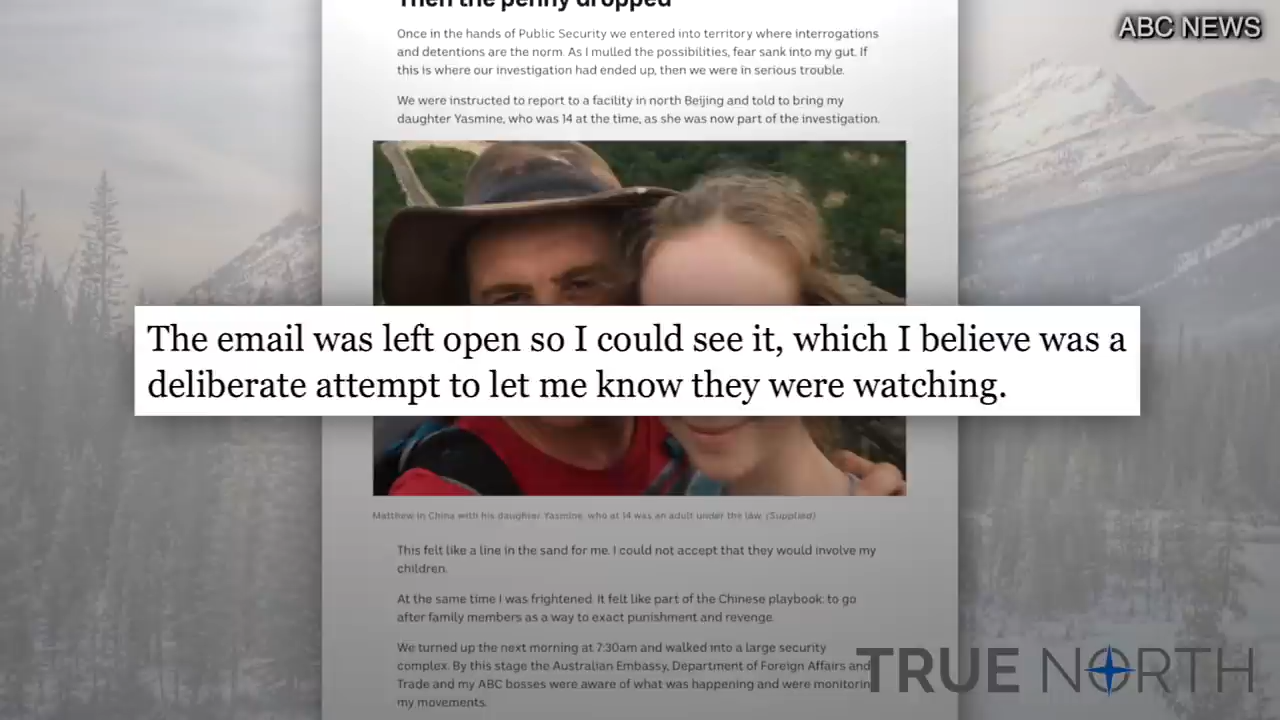 Then the penny dropped
ABC NEWS
Once in the hands of Public Security we entered into territory where interrogations
and detentions are the norm. As I mulled the possibilities, fear sank into my gut. If
this is where our investigation had ended up, then we were in serious trouble.
We were instructed to report to a facility in north Beijing and told to bring my
daughter Yasmine, who was 14 at the time, as she was now part of the investigation.
The email was left open so I could see it, which I believe was a
deliberate attempt to let me know they were watching.
Matthew in China with his daughter Yasmine, who at 14 was an adult under the law. (Supplied)
This felt like a line in the sand for me. I could not accept that they would involve my
children.
At the same time I was frightened. It felt like part of the Chinese playbook: to go
after family members as a way to exact punishment and revenge.
We turned up the next morning at 7:30am and walked into a large security
complex. By this stage the Australian Embassy, Department of Foreign Affairs and
Trade and my ABC bosses were aware of what was happening and were monitoring
my movements.
TRUE NORTH